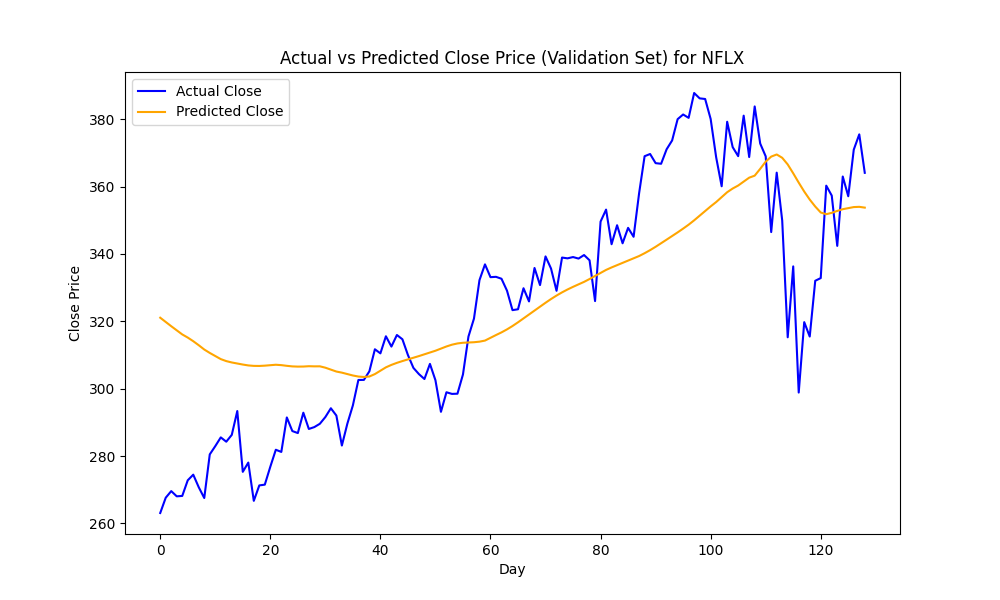 Actual vs Predicted Close Price (Validation Set) for NFLX
Actual Close
Predicted Close
Close Price
380
360
340
320
300
280
260
0 20 40 60 80 100 120
Day